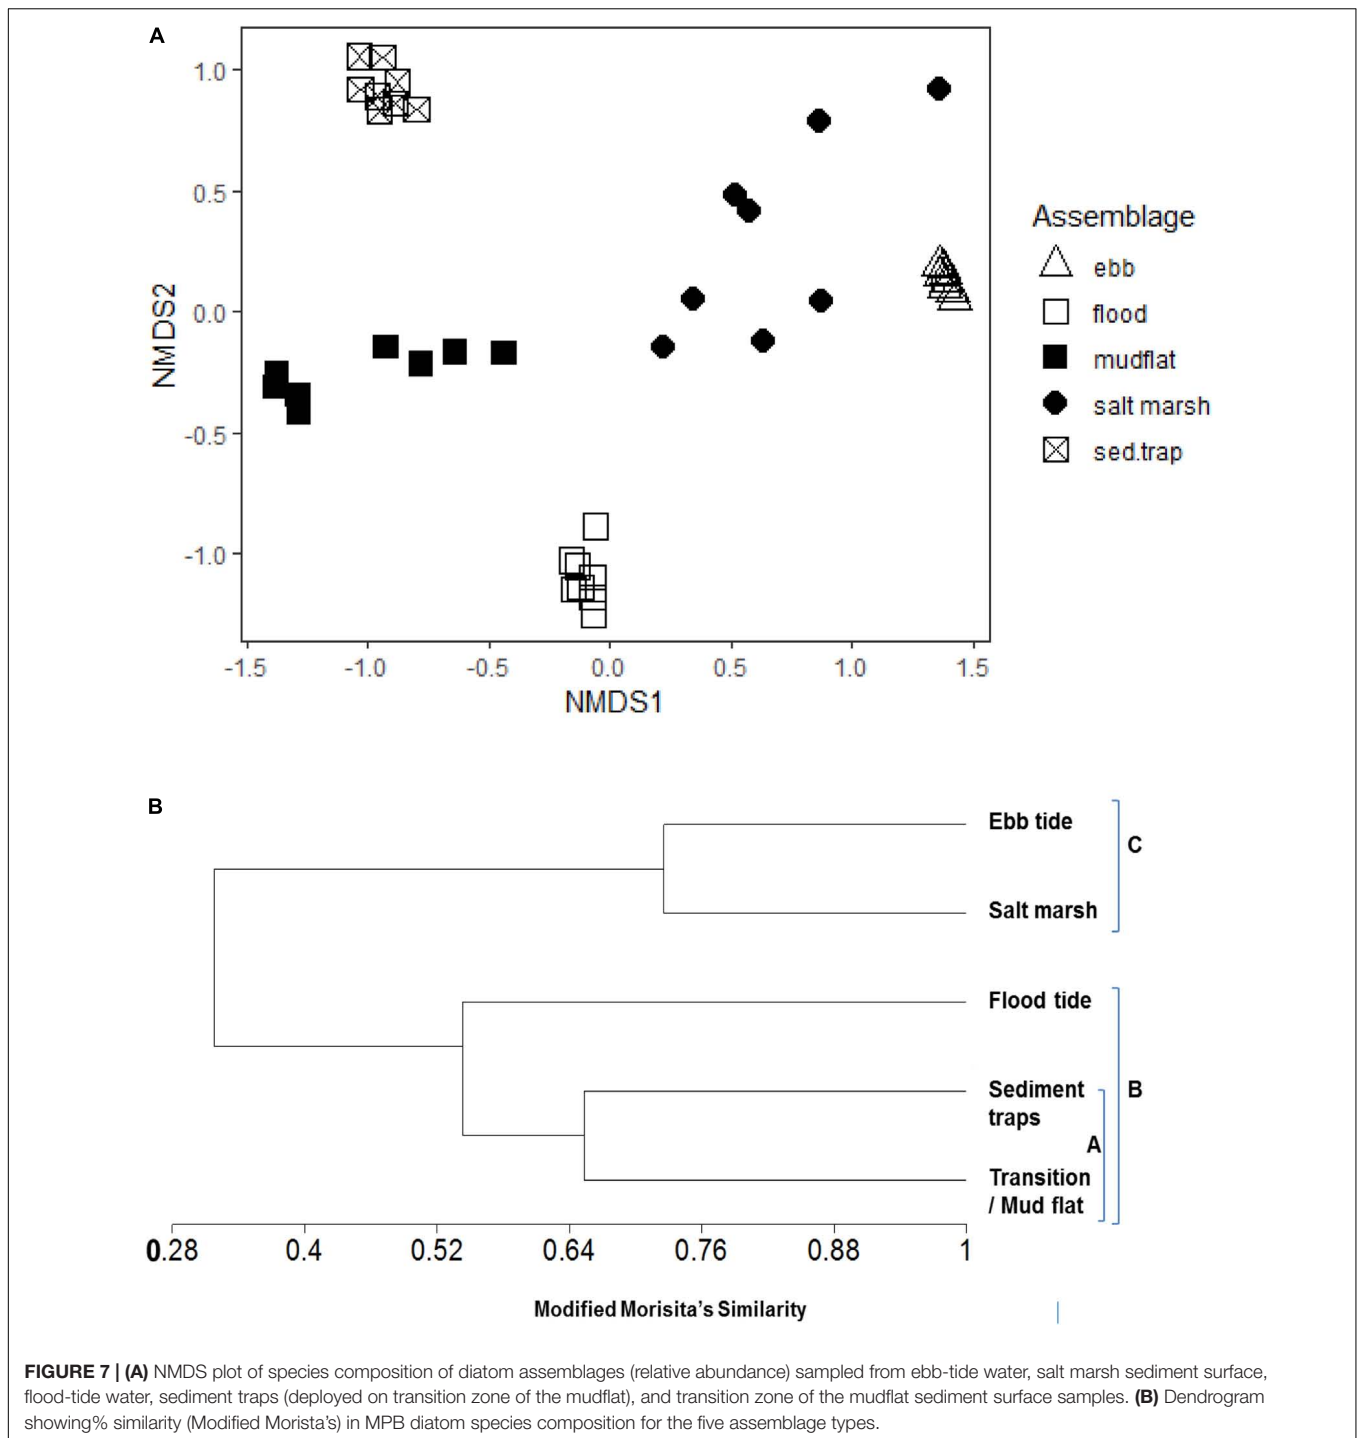 A
1.0
0.5
0.0
-0.5
-1.0
NMDS2
-1.5 -1.0 -0.5 0.0 0.5 1.0 1.5
NMDS1
Assemblage
ebb
flood
mudflat
salt marsh
sed.trap
B
Ebb tide
C
Salt marsh
Flood tide
Sediment
traps
B
A
Transition
/ Mud flat
0.28 0.4 0.52 0.64 0.76 0.88 1
Modified Morisita's Similarity
FIGURE 7 | (A) NMDS plot of species composition of diatom assemblages (relative abundance) sampled from ebb-tide water, salt marsh sediment surface,
flood-tide water, sediment traps (deployed on transition zone of the mudflat), and transition zone of the mudflat sediment surface samples. (B) Dendrogram
showing% similarity (Modified Morista's) in MPB diatom species composition for the five assemblage types.